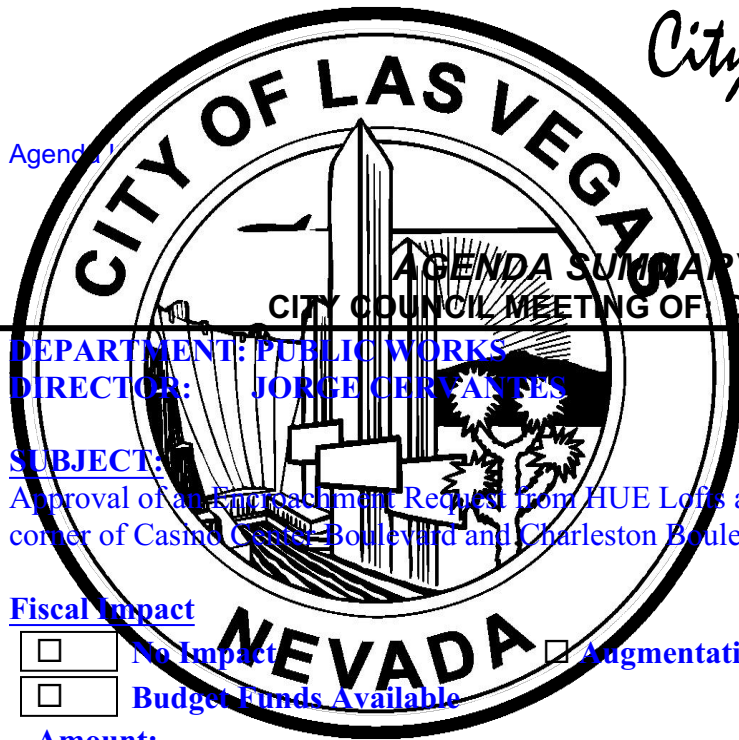 City
CITY OF LAS VEGAS
Agenda
AGENDA SUMMARY
CITY COUNCIL MEETING OF:
DEPARTMENT: PUBLIC WORKS
DIRECTOR: JORGE CERVANTES
SUBJECT:
Approval of an Encroachment Request from HUE Lofts
corner of Casino Center Boulevard and Charleston
Fiscal Impact
☐ No Impact ☐
☐ Budget Funds Available
Amount:
NEVADA